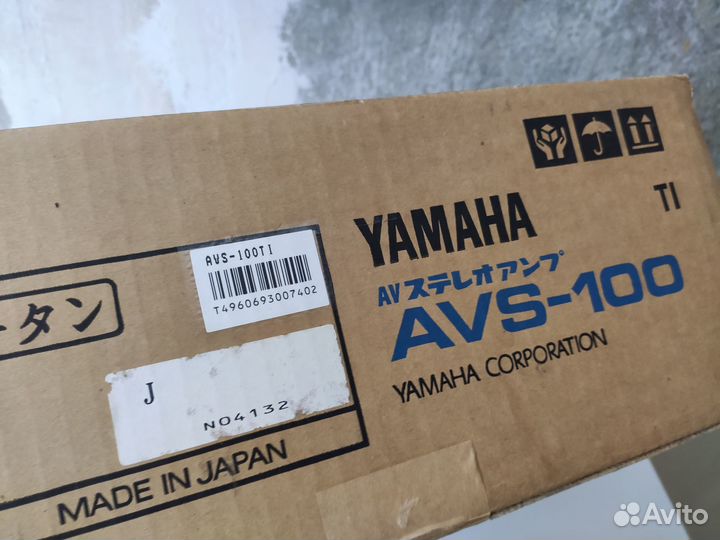 YAMAHA
TI
AVステレオアンプ
AVS-100
YAMAHA CORPORATION
AVS-100TI
T4960693007402
ータン
J
N04132
MADE IN JAPAN
Avito